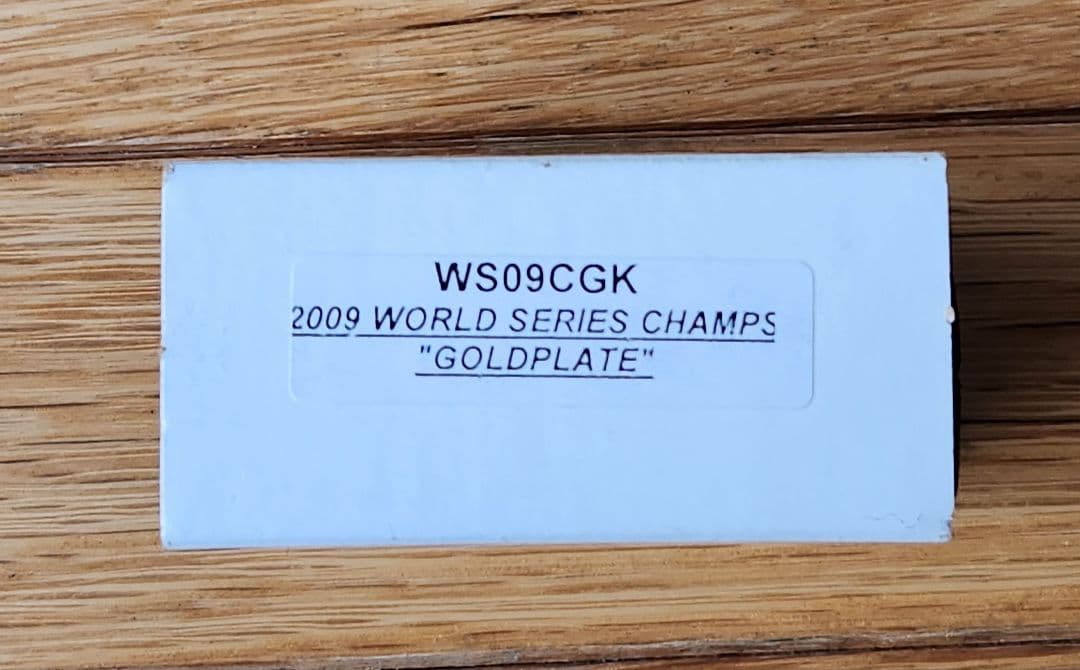 WS09CGK
2009 WORLD SERIES CHAMPS
"GOLDPLATE"